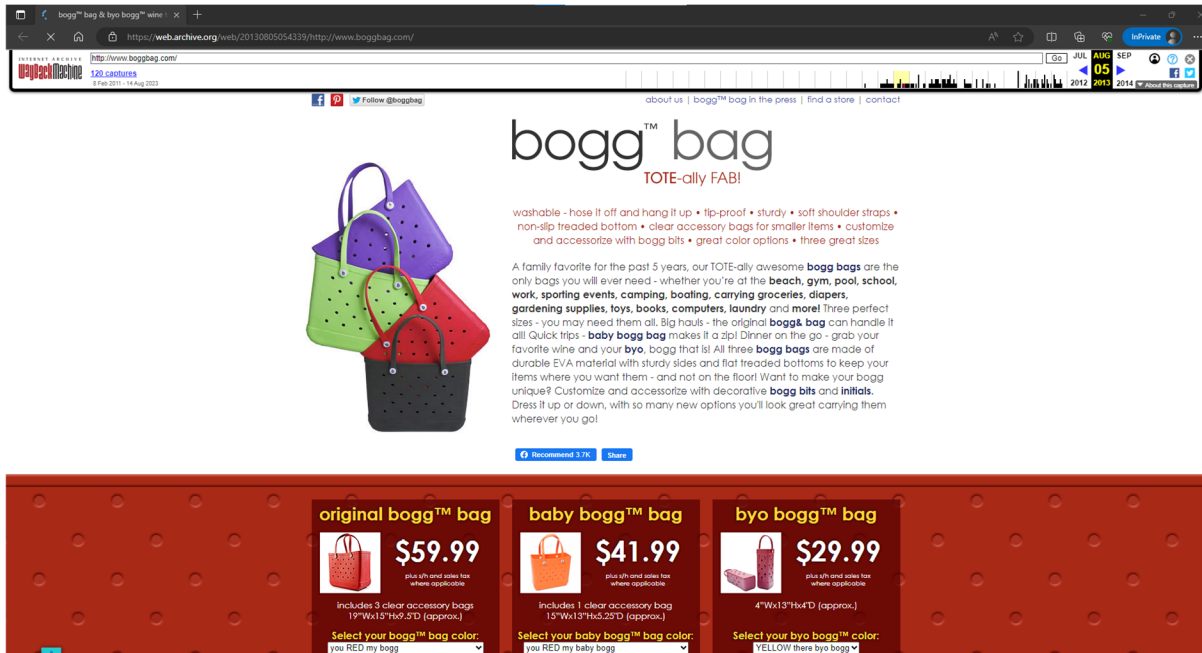 bogg™ bag & byo bogg™ wine t
https://web.archive.org/web/20130805054339/http://www.boggbag.com/
InPrivate
INTERNET ARCHIVE
WayBackMachine
http://www.boggbag.com/
Go
JUL AUG SEP
120 captures
05
8 Feb 2011 - 14 Aug 2023
2012 2013 2014
About this capture
Follow @boggbag
about us | bogg™ bag in the press | find a store | contact
bogg™ bag
TOTE-ally FAB!
washable - hose it off and hang it up • tip-proof • sturdy • soft shoulder straps •
non-slip treaded bottom • clear accessory bags for smaller items • customize
and accessorize with bogg bits • great color options • three great sizes
A family favorite for the past 5 years, our TOTE-ally awesome bogg bags are the
only bags you will ever need - whether you're at the beach, gym, pool, school,
work, sporting events, camping, boating, carrying groceries, diapers,
gardening supplies, toys, books, computers, laundry and more! Three perfect
sizes - you may need them all. Big hauls - the original bogg& bag can handle it
all! Quick trips - baby bogg bag makes it a zip! Dinner on the go - grab your
favorite wine and your byo, bogg that is! All three bogg bags are made of
durable EVA material with sturdy sides and flat treaded bottoms to keep your
items where you want them - and not on the floor! Want to make your bogg
unique? Customize and accessorize with decorative bogg bits and initials.
Dress it up or down, with so many new options you'll look great carrying them
wherever you go!
Recommend 3.7K
Share
original bogg™ bag
$59.99
plus s/h and sales tax
where applicable
includes 3 clear accessory bags
19"Wx15"Hx9.5"D (approx.)
Select your bogg™ bag color:
you RED my bogg
baby bogg™ bag
$41.99
plus s/h and sales tax
where applicable
includes 1 clear accessory bag
15"Wx13"Hx5.25"D (approx.)
Select your baby bogg™ bag color:
you RED my baby bogg
byo bogg™ bag
$29.99
plus s/h and sales tax
where applicable
4"Wx13"Hx4"D (approx.)
Select your byo bogg™ color:
YELLOW there byo bogg